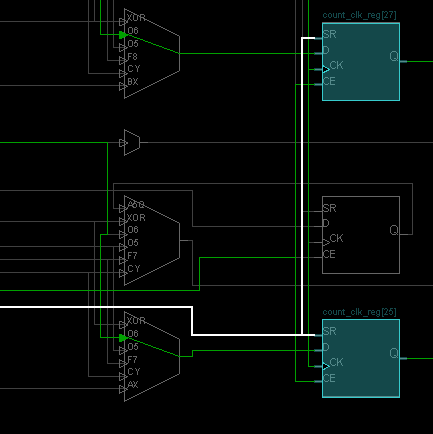 count_clk_reg[27]
XOR
O6
O5
F8
CY
BX
SR
D
CK
CE
Q
A5Q
XOR
O6
O5
F7
CY
SR
D
CK
CE
Q
count_clk_reg[25]
XOR
O6
O5
F7
CY
AX
SR
D
CK
CE
Q